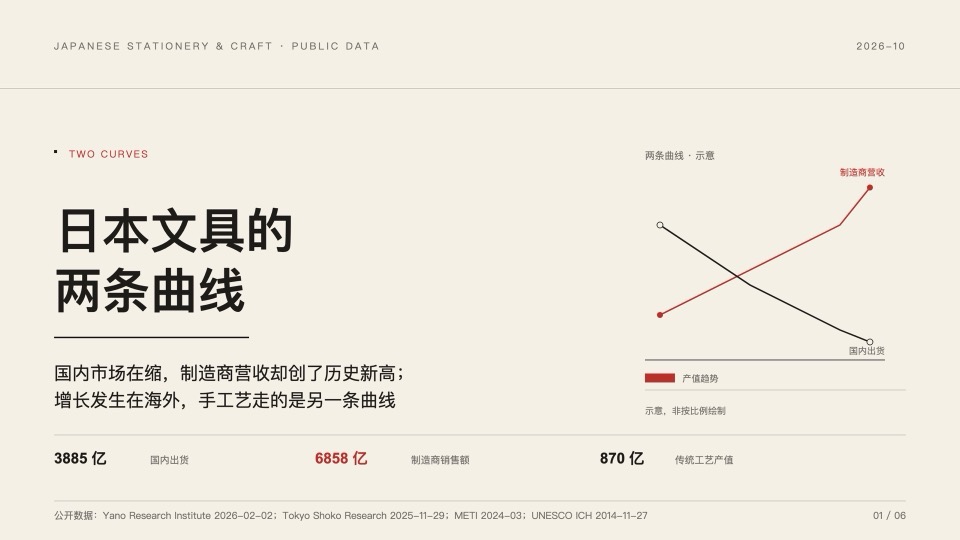 JAPANESE STATIONERY & CRAFT · PUBLIC DATA
2026-10
TWO CURVES
日本文具的
两条曲线
国内市场在缩，制造商营收却创了历史新高；
增长发生在海外，手工艺走的是另一条曲线
两条曲线 · 示意
制造商营收
国内出货
产值趋势
示意，非按比例绘制
3885 亿 国内出货
6858 亿 制造商销售额
870 亿 传统工艺产值
公开数据：Yano Research Institute 2026-02-02；Tokyo Shoko Research 2025-11-29；METI 2024-03；UNESCO ICH 2014-11-27
01 / 06